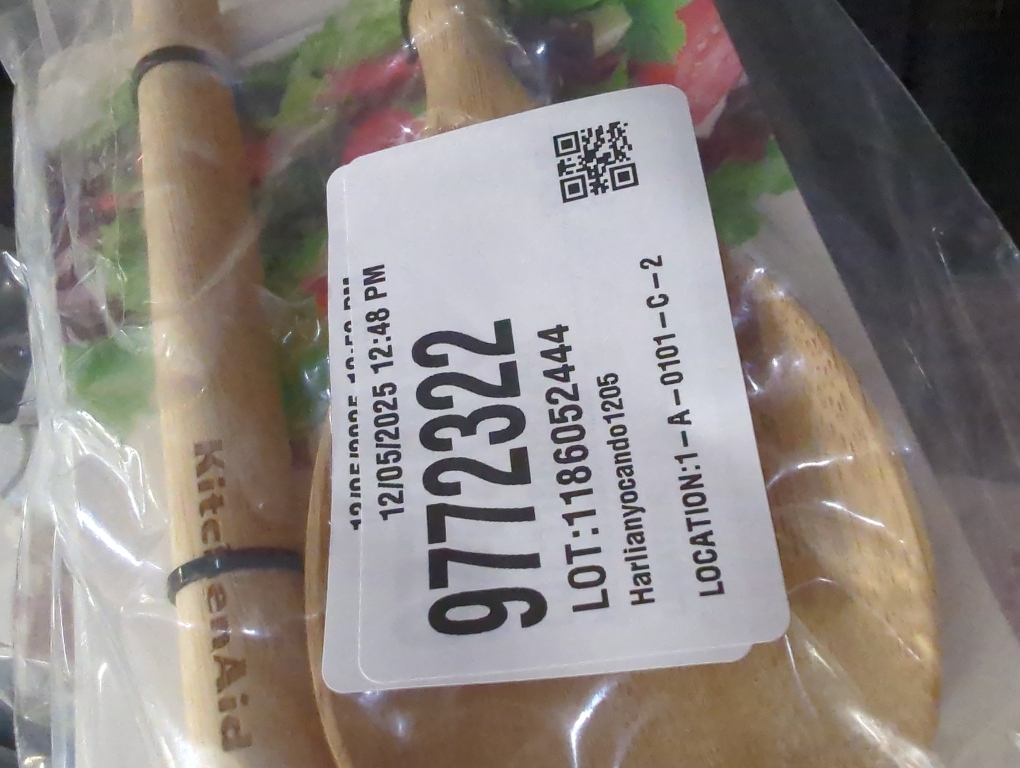 12/05/2025 12:48 PM
9772322
LOT:1186052444
Harlianyocando1205
LOCATION:1-A-0101-C-2
KitchenAid